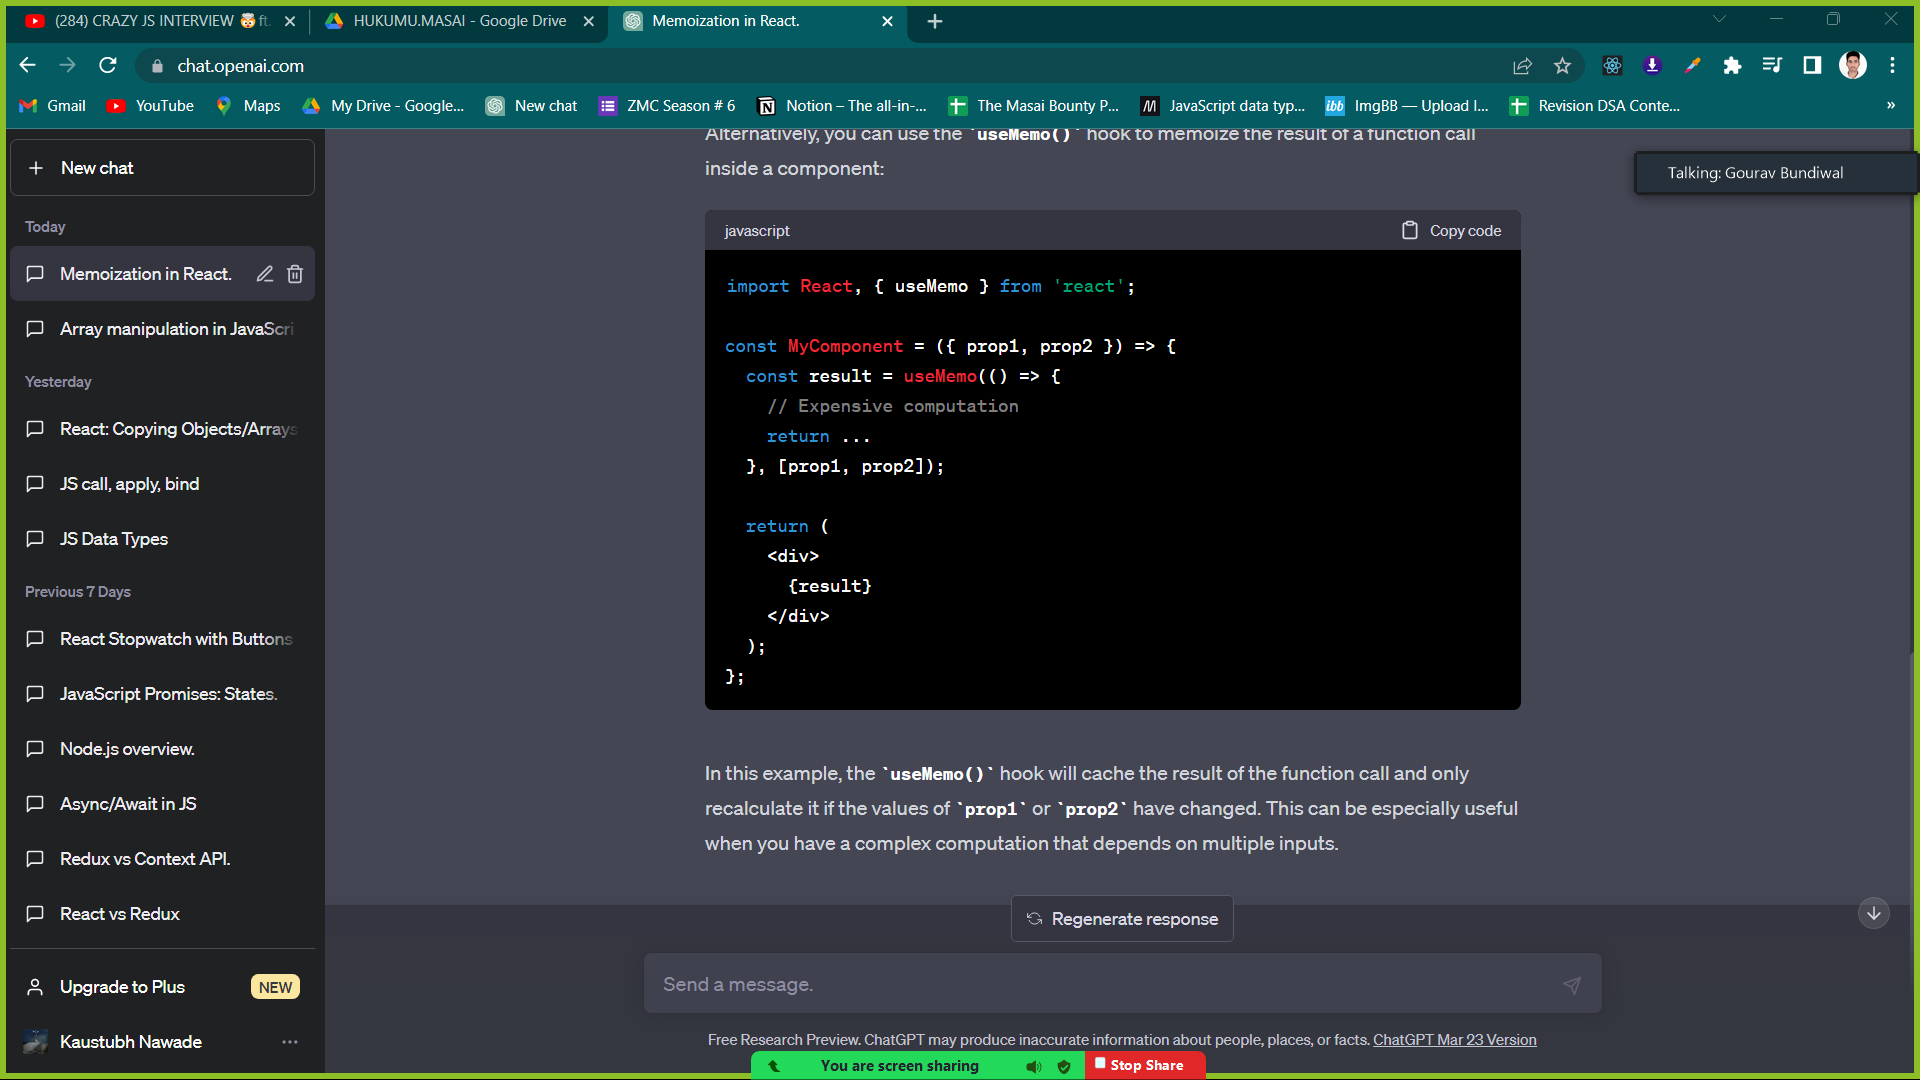 (284) CRAZY JS INTERVIEW 🤯 ft.
HUKUMU.MASAI - Google Drive
Memoization in React.
chat.openai.com
Gmail
YouTube
Maps
My Drive - Google...
New chat
ZMC Season # 6
Notion – The all-in-...
The Masai Bounty P...
JavaScript data typ...
ImgBB — Upload I...
Revision DSA Conte...
»
New chat
Today
Memoization in React.
Array manipulation in JavaScri
Yesterday
React: Copying Objects/Arrays
JS call, apply, bind
JS Data Types
Previous 7 Days
React Stopwatch with Buttons
JavaScript Promises: States.
Node.js overview.
Async/Await in JS
Redux vs Context API.
React vs Redux
Upgrade to Plus
NEW
Kaustubh Nawade
Alternatively, you can use the `useMemo()` hook to memoize the result of a function call
inside a component:
Talking: Gourav Bundiwal
javascript
Copy code
import React, { useMemo } from 'react';
const MyComponent = ({ prop1, prop2 }) => {
const result = useMemo(() => {
// Expensive computation
return ...
}, [prop1, prop2]);
return (
<div>
{result}
</div>
);
};
In this example, the `useMemo()` hook will cache the result of the function call and only
recalculate it if the values of `prop1` or `prop2` have changed. This can be especially useful
when you have a complex computation that depends on multiple inputs.
Regenerate response
Send a message.
Free Research Preview. ChatGPT may produce inaccurate information about people, places, or facts. ChatGPT Mar 23 Version
You are screen sharing
Stop Share